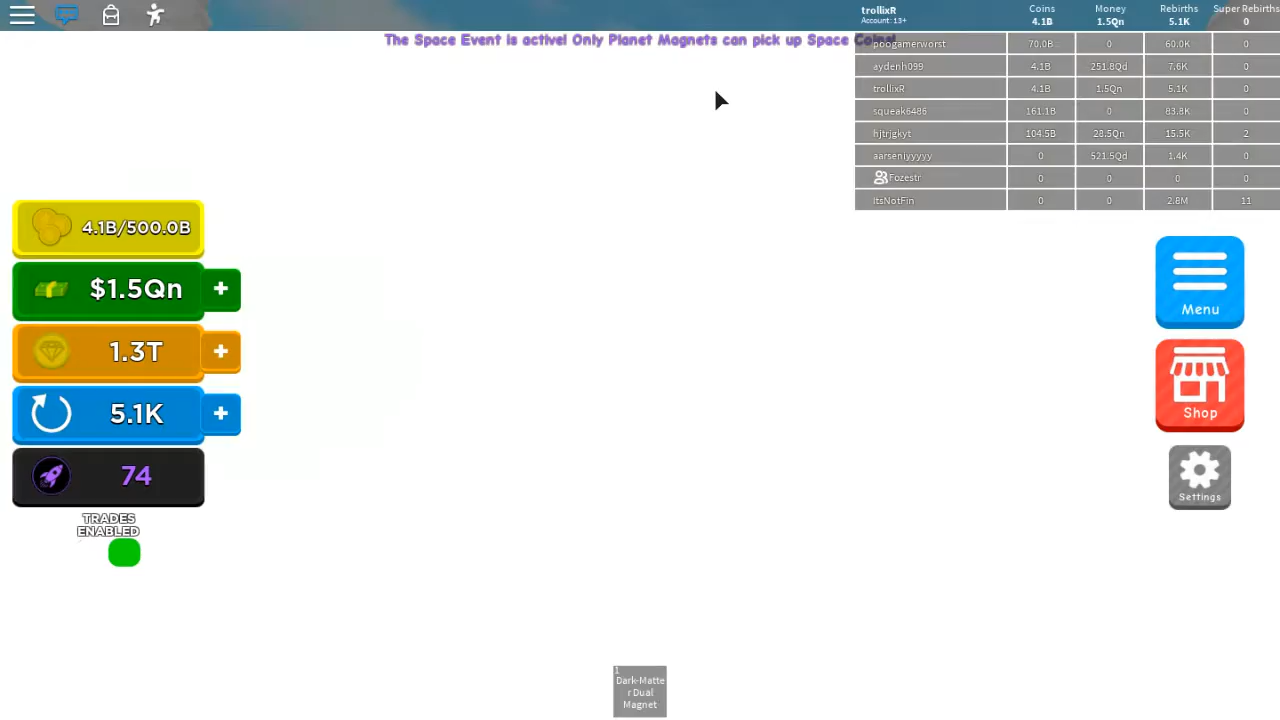 trollixR
Account: 13+
Coins Money Rebirths Super Rebirths
4.1B 1.5Qn 5.1K 0
The Space Event is active! Only Planet Magnets can pick up Space Coins!
poogamerworst 70.0B 0 60.0K 0
aydenh099 4.1B 251.8Qd 7.6K 0
trollixR 4.1B 1.5Qn 5.1K 0
squeak6486 161.1B 0 83.8K 0
hjtrjgkyt 104.5B 28.5Qn 15.5K 2
aarseniyyyyy 0 521.5Qd 1.4K 0
Fozestr 0 0 0 0
ItsNotFin 0 0 2.8M 11
4.1B/500.0B
$1.5Qn +
1.3T +
5.1K +
74
TRADES
ENABLED
Menu
Shop
Settings
1
Dark-Matte
r Dual
Magnet